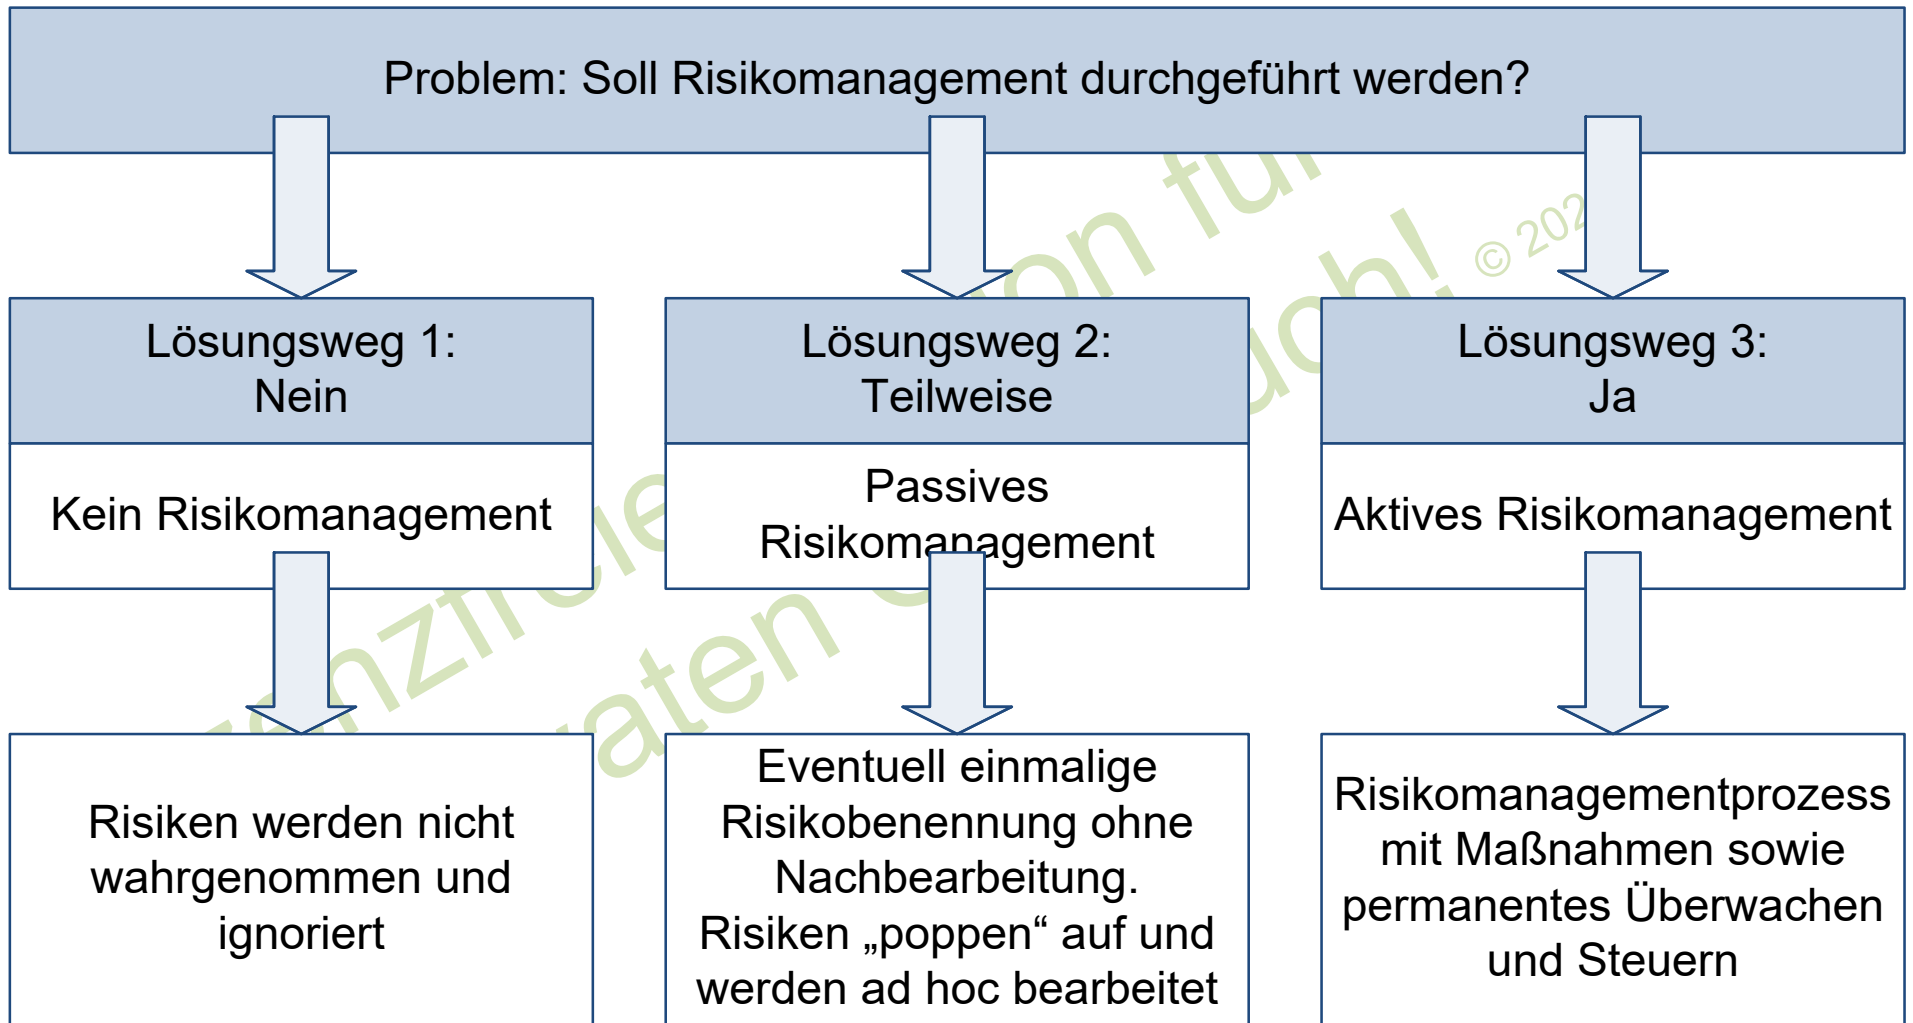 Problem: Soll Risikomanagement durchgeführt werden?
Lösungsweg 1:
Nein
Kein Risikomanagement
Risiken werden nicht
wahrgenommen und
ignoriert
Lösungsweg 2:
Teilweise
Passives
Risikomanagement
Eventuell einmalige
Risikobenennung ohne
Nachbearbeitung.
Risiken „poppen“ auf und
werden ad hoc bearbeitet
Lösungsweg 3:
Ja
Aktives Risikomanagement
Risikomanagementprozess
mit Maßnahmen sowie
permanentes Überwachen
und Steuern